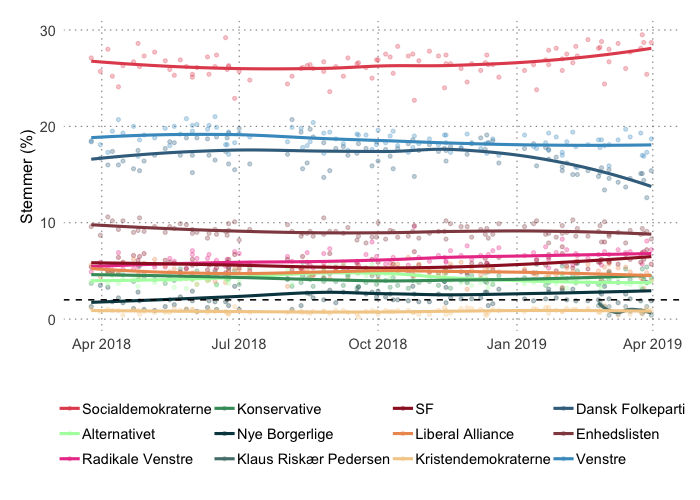 30
20
10
0
Stemmer (%)
Apr 2018 Jul 2018 Oct 2018 Jan 2019 Apr 2019
Socialdemokraterne Konservative SF Dansk Folkeparti
Alternativet Nye Borgerlige Liberal Alliance Enhedslisten
Radikale Venstre Klaus Riskær Pedersen Kristendemokraterne Venstre